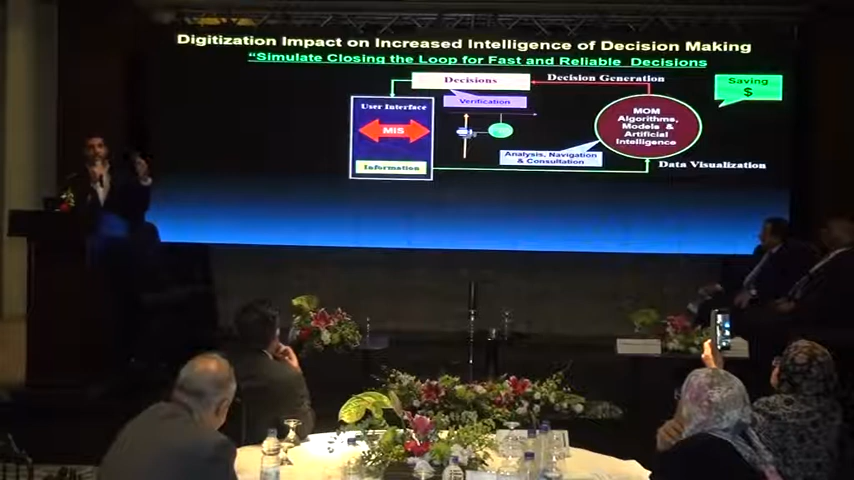 Digitization Impact on Increased Intelligence of Decision Making
"Simulate Closing the Loop for Fast and Reliable Decisions
Decisions
Decision Generation
Saving
$
User Interface
Verification
MIS
MOM
Algorithms,
Models &
Artificial
Intelligence
Analysis, Navigation
& Consultation
Information
Data Visualization